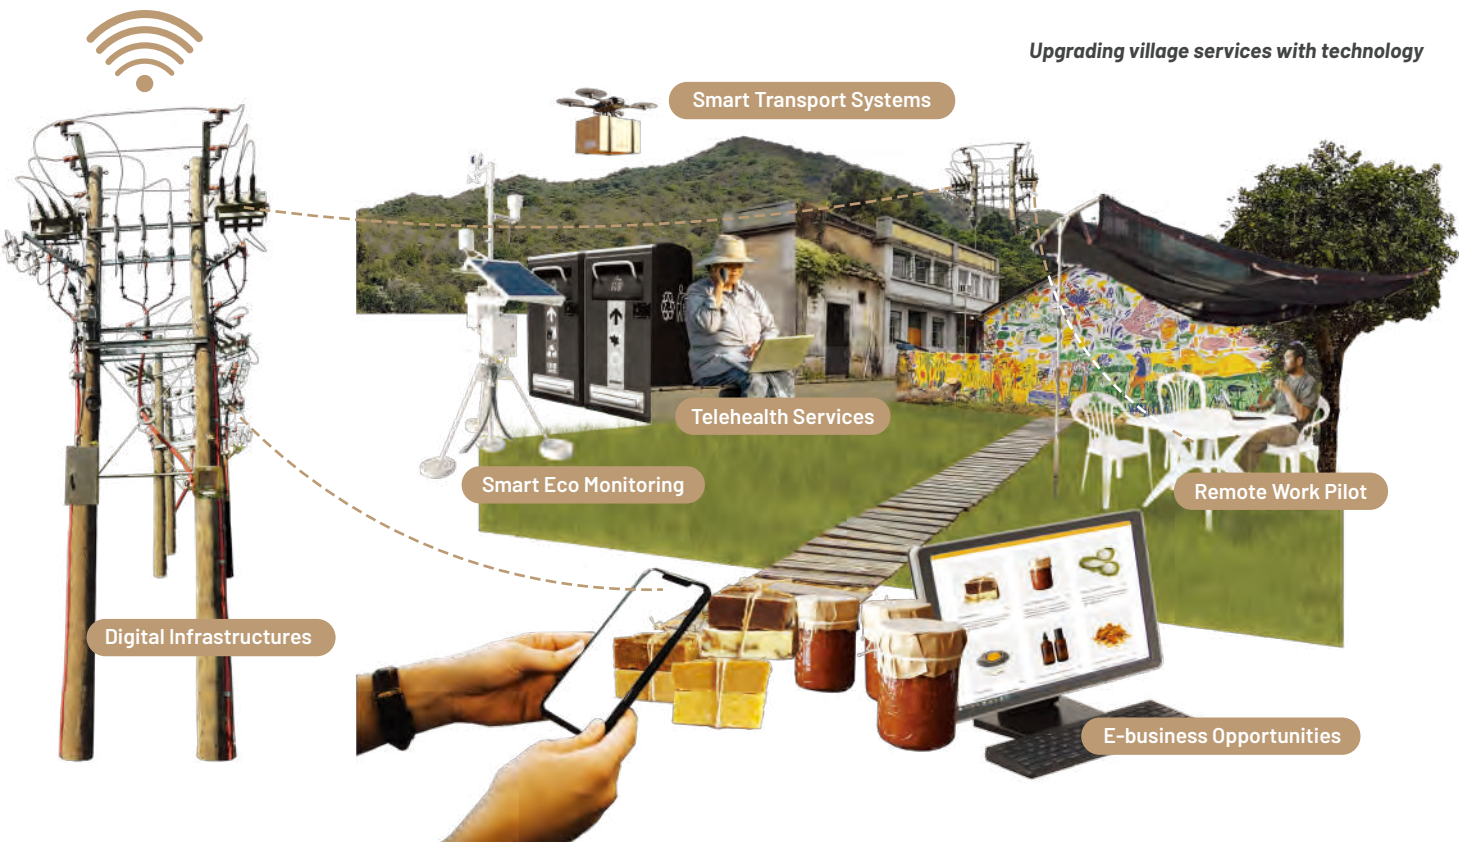 Upgrading village services with technology
Smart Transport Systems
Telehealth Services
Smart Eco Monitoring
Remote Work Pilot
Digital Infrastructures
E-business Opportunities